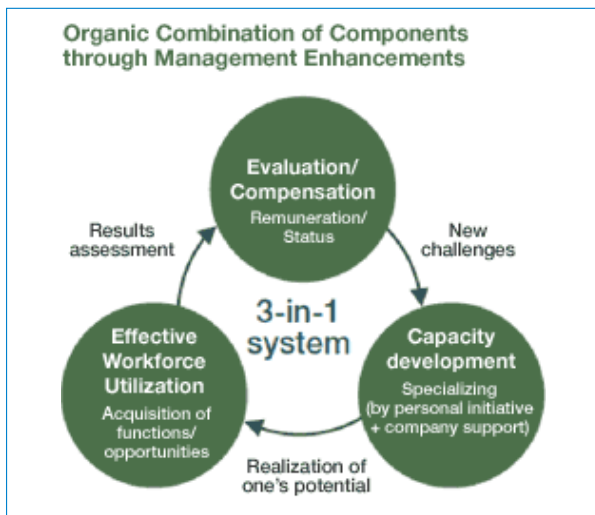 Organic Combination of Components
through Management Enhancements
Evaluation/
Compensation
Remuneration/
Status
Results
assessment
New
challenges
3-in-1
system
Effective
Workforce
Utilization
Acquisition of
functions/
opportunities
Capacity
development
Specializing
(by personal initiative
+ company support)
Realization of
one's potential